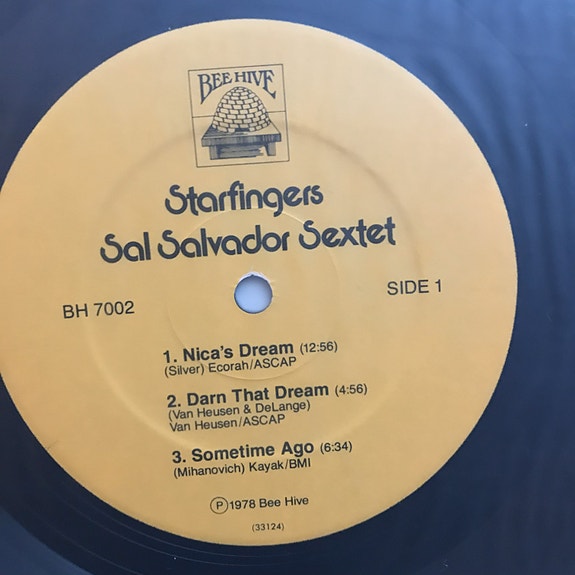 BEE HIVE
Starfingers
Sal Salvador Sextet
BH 7002
SIDE 1
1. Nica's Dream (12:56)
(Silver) Ecorah/ASCAP
2. Darn That Dream (4:56)
(Van Heusen & DeLange)
Van Heusen/ASCAP
3. Sometime Ago (6:34)
(Mihanovich) Kayak/BMI
Ⓟ1978 Bee Hive
(33124)